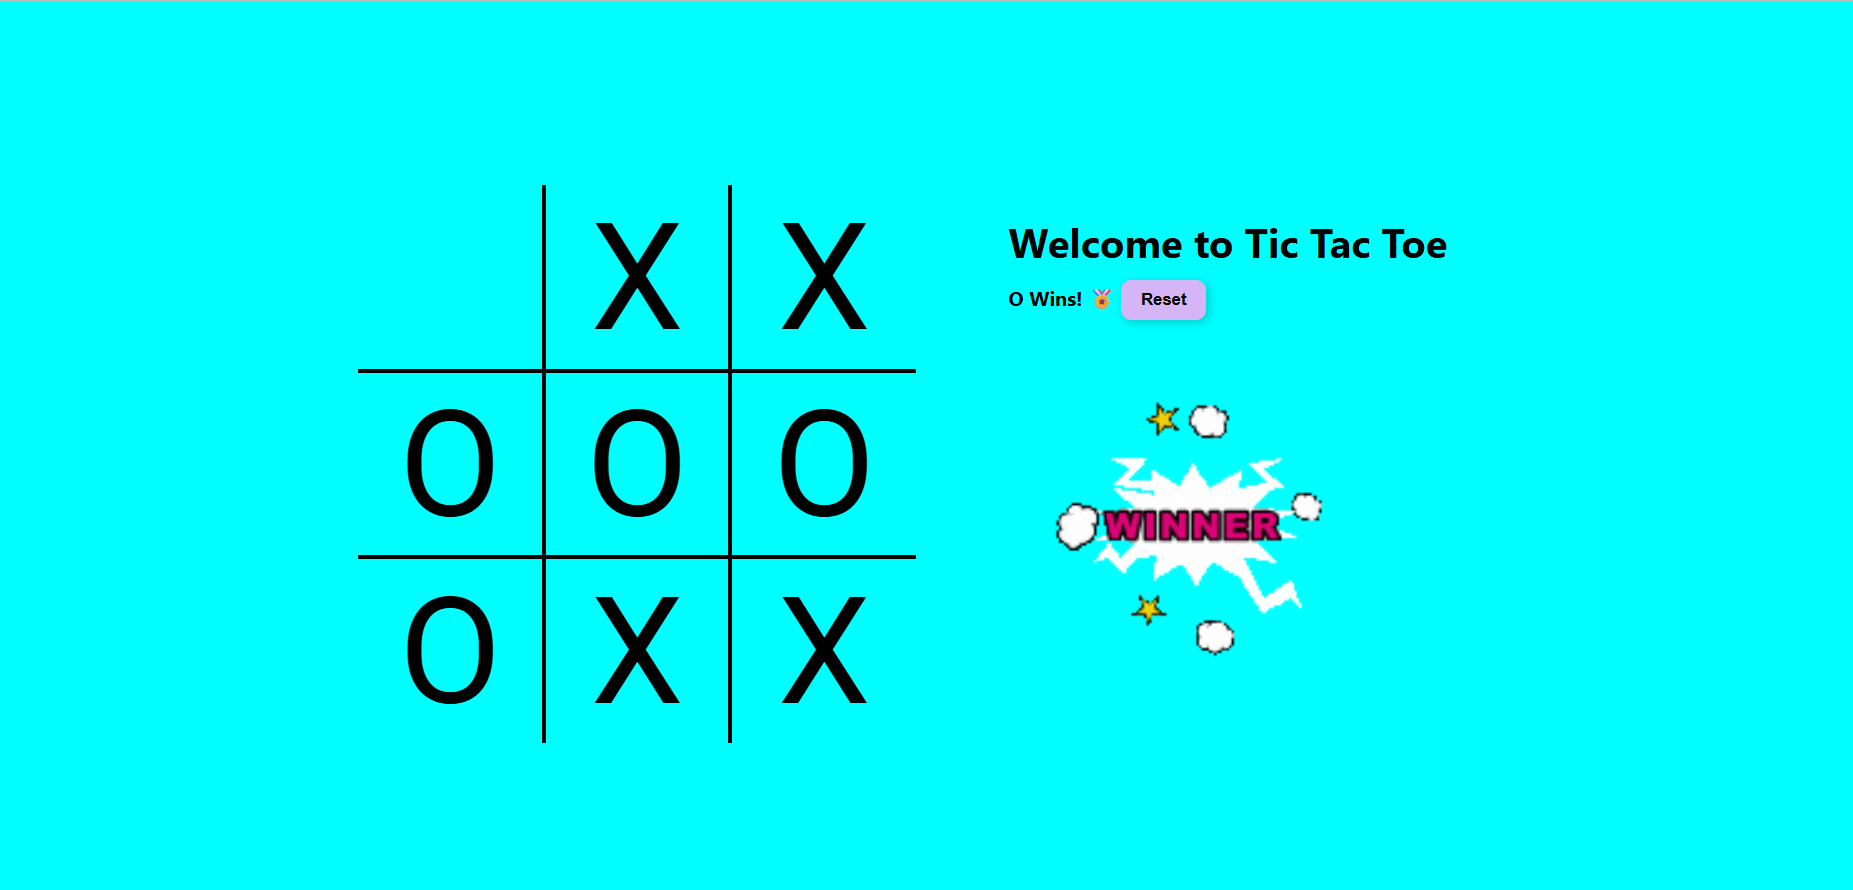 X X
O O O
O X X
Welcome to Tic Tac Toe
O Wins! 🏅 Reset
WINNER